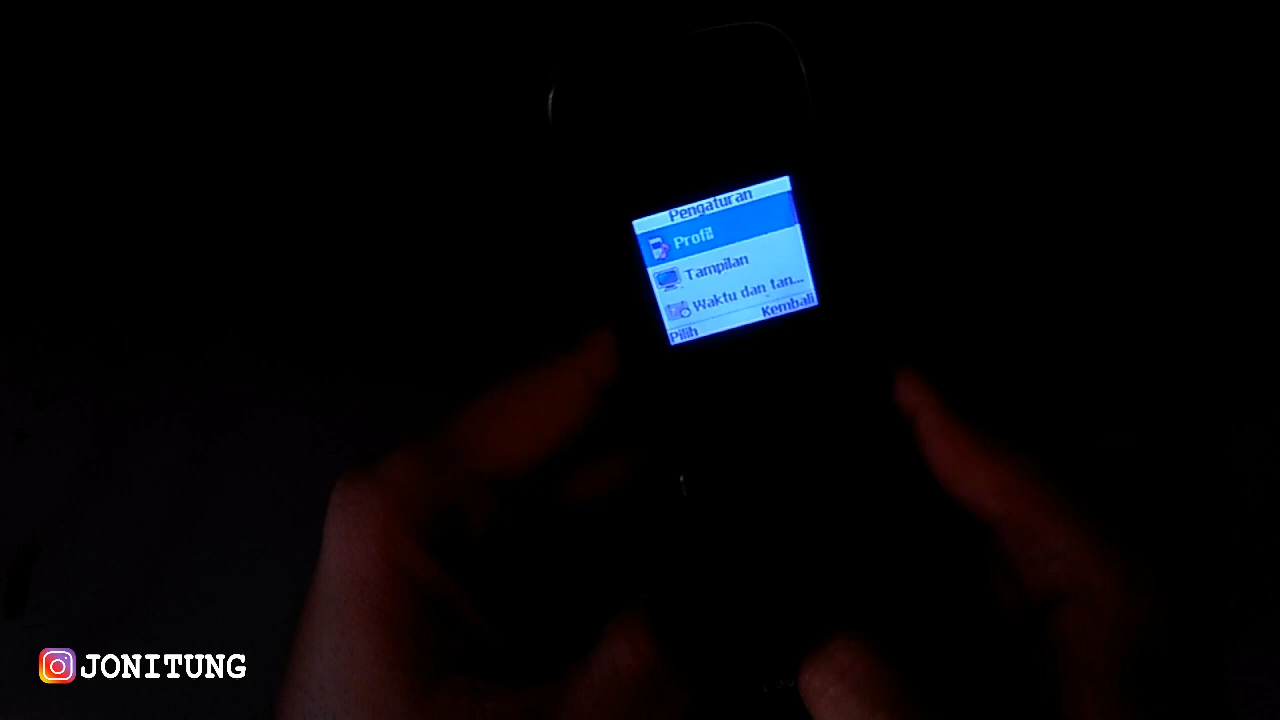 Pengaturan
Profil
Tampilan
Waktu dan tan...
Pilih Kembali
JONITUNG